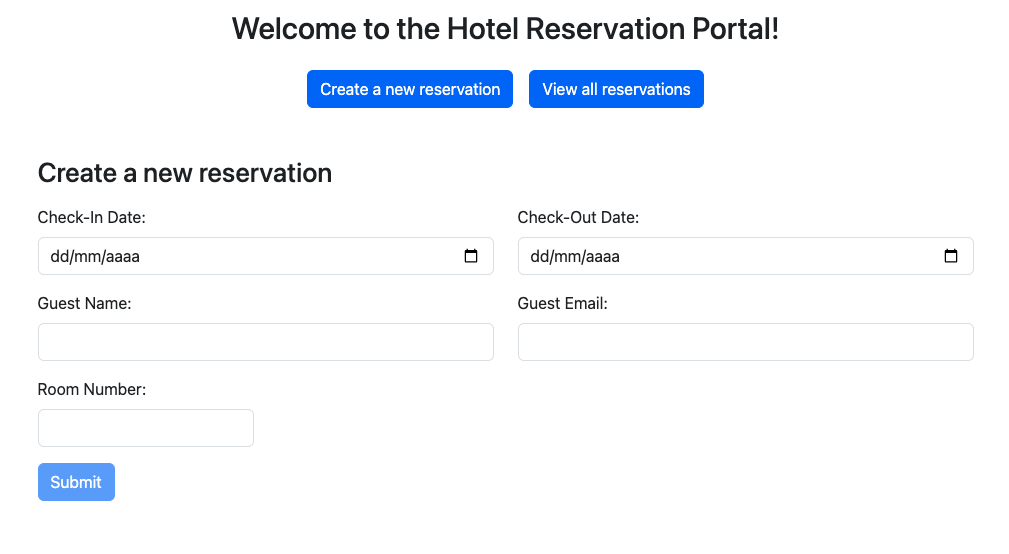 Welcome to the Hotel Reservation Portal!
Create a new reservation View all reservations
Create a new reservation
Check-In Date: Check-Out Date:
dd/mm/aaaa dd/mm/aaaa
Guest Name: Guest Email:
Room Number:
Submit